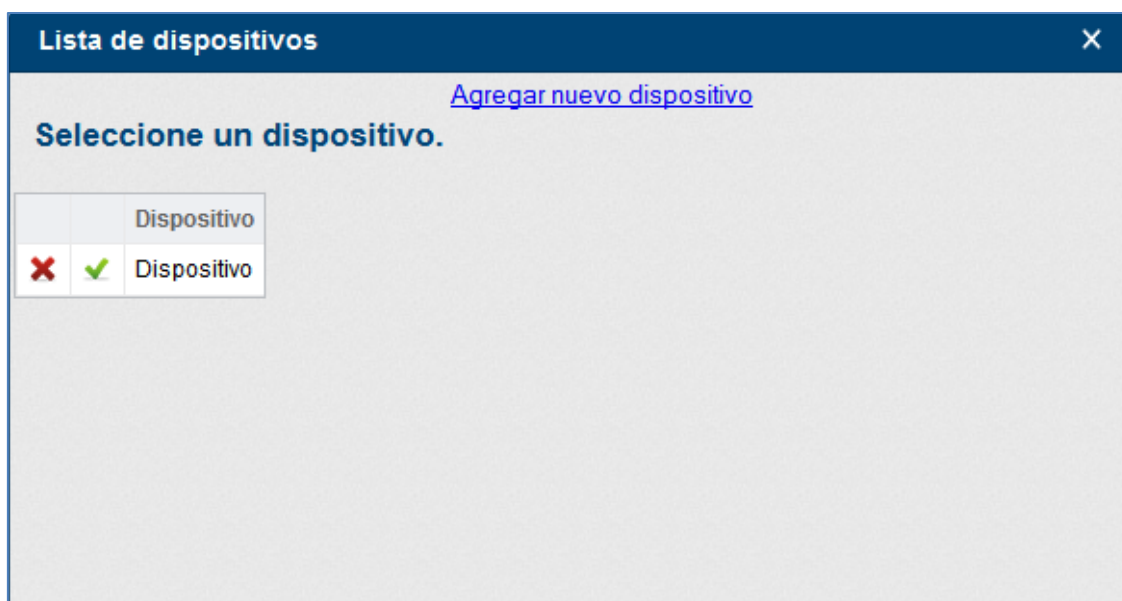 Lista de dispositivos
Agregar nuevo dispositivo
Seleccione un dispositivo.
Dispositivo
Dispositivo